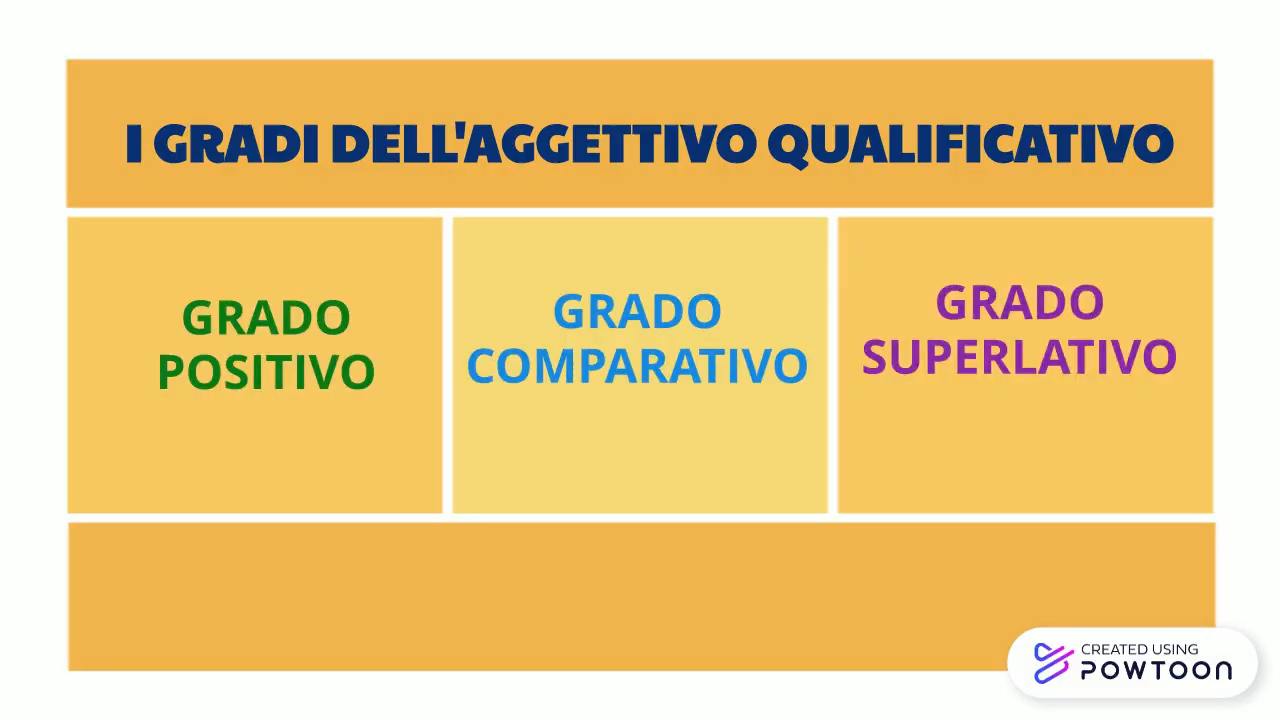 I GRADI DELL'AGGETTIVO QUALIFICATIVO
GRADO
POSITIVO
GRADO
COMPARATIVO
GRADO
SUPERLATIVO
CREATED USING
POWTOON